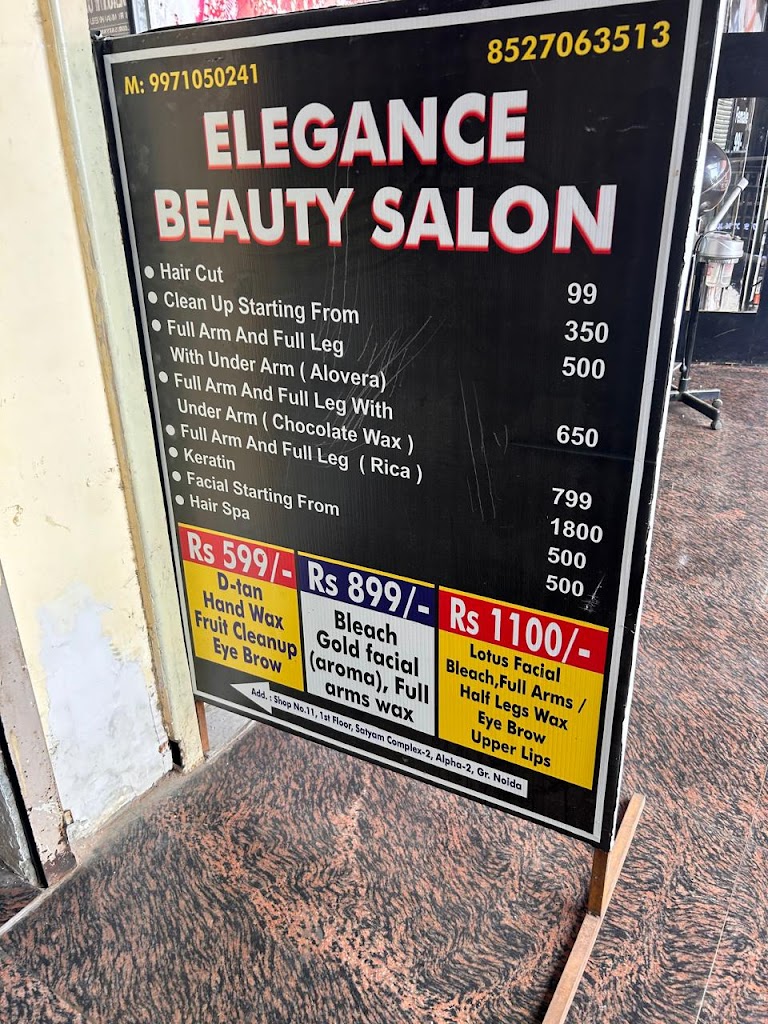 M: 9971050241
8527063513
ELEGANCE
BEAUTY SALON
• Hair Cut 99
• Clean Up Starting From 350
• Full Arm And Full Leg 500
With Under Arm ( Alovera)
• Full Arm And Full Leg With 650
Under Arm ( Chocolate Wax )
• Full Arm And Full Leg ( Rica ) 799
• Keratin 1800
• Facial Starting From 500
• Hair Spa 500
Rs 599/-
D-tan
Hand Wax
Fruit Cleanup
Eye Brow
Rs 899/-
Bleach
Gold facial
(aroma), Full
arms wax
Rs 1100/-
Lotus Facial
Bleach,Full Arms /
Half Legs Wax
Eye Brow
Upper Lips
Add. : Shop No.11, 1st Floor, Satyam Complex-2, Alpha-2, Gr. Noida